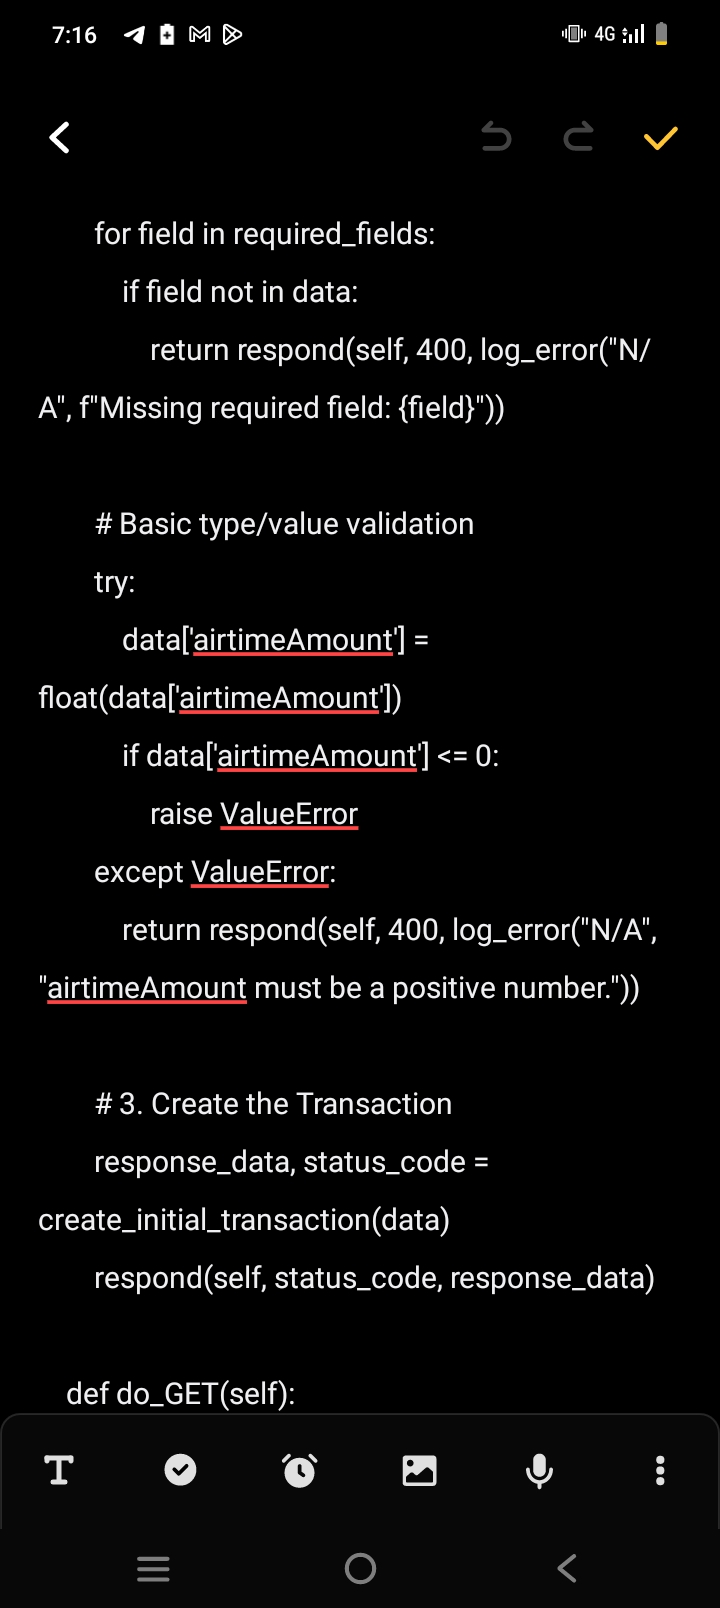 7:16
4G
for field in required_fields:
if field not in data:
return respond(self, 400, log_error("N/
A", f"Missing required field: {field}"))
# Basic type/value validation
try:
data['airtimeAmount'] =
float(data['airtimeAmount'])
if data['airtimeAmount'] <= 0:
raise ValueError
except ValueError:
return respond(self, 400, log_error("N/A",
"airtimeAmount must be a positive number."))
# 3. Create the Transaction
response_data, status_code =
create_initial_transaction(data)
respond(self, status_code, response_data)
def do_GET(self):